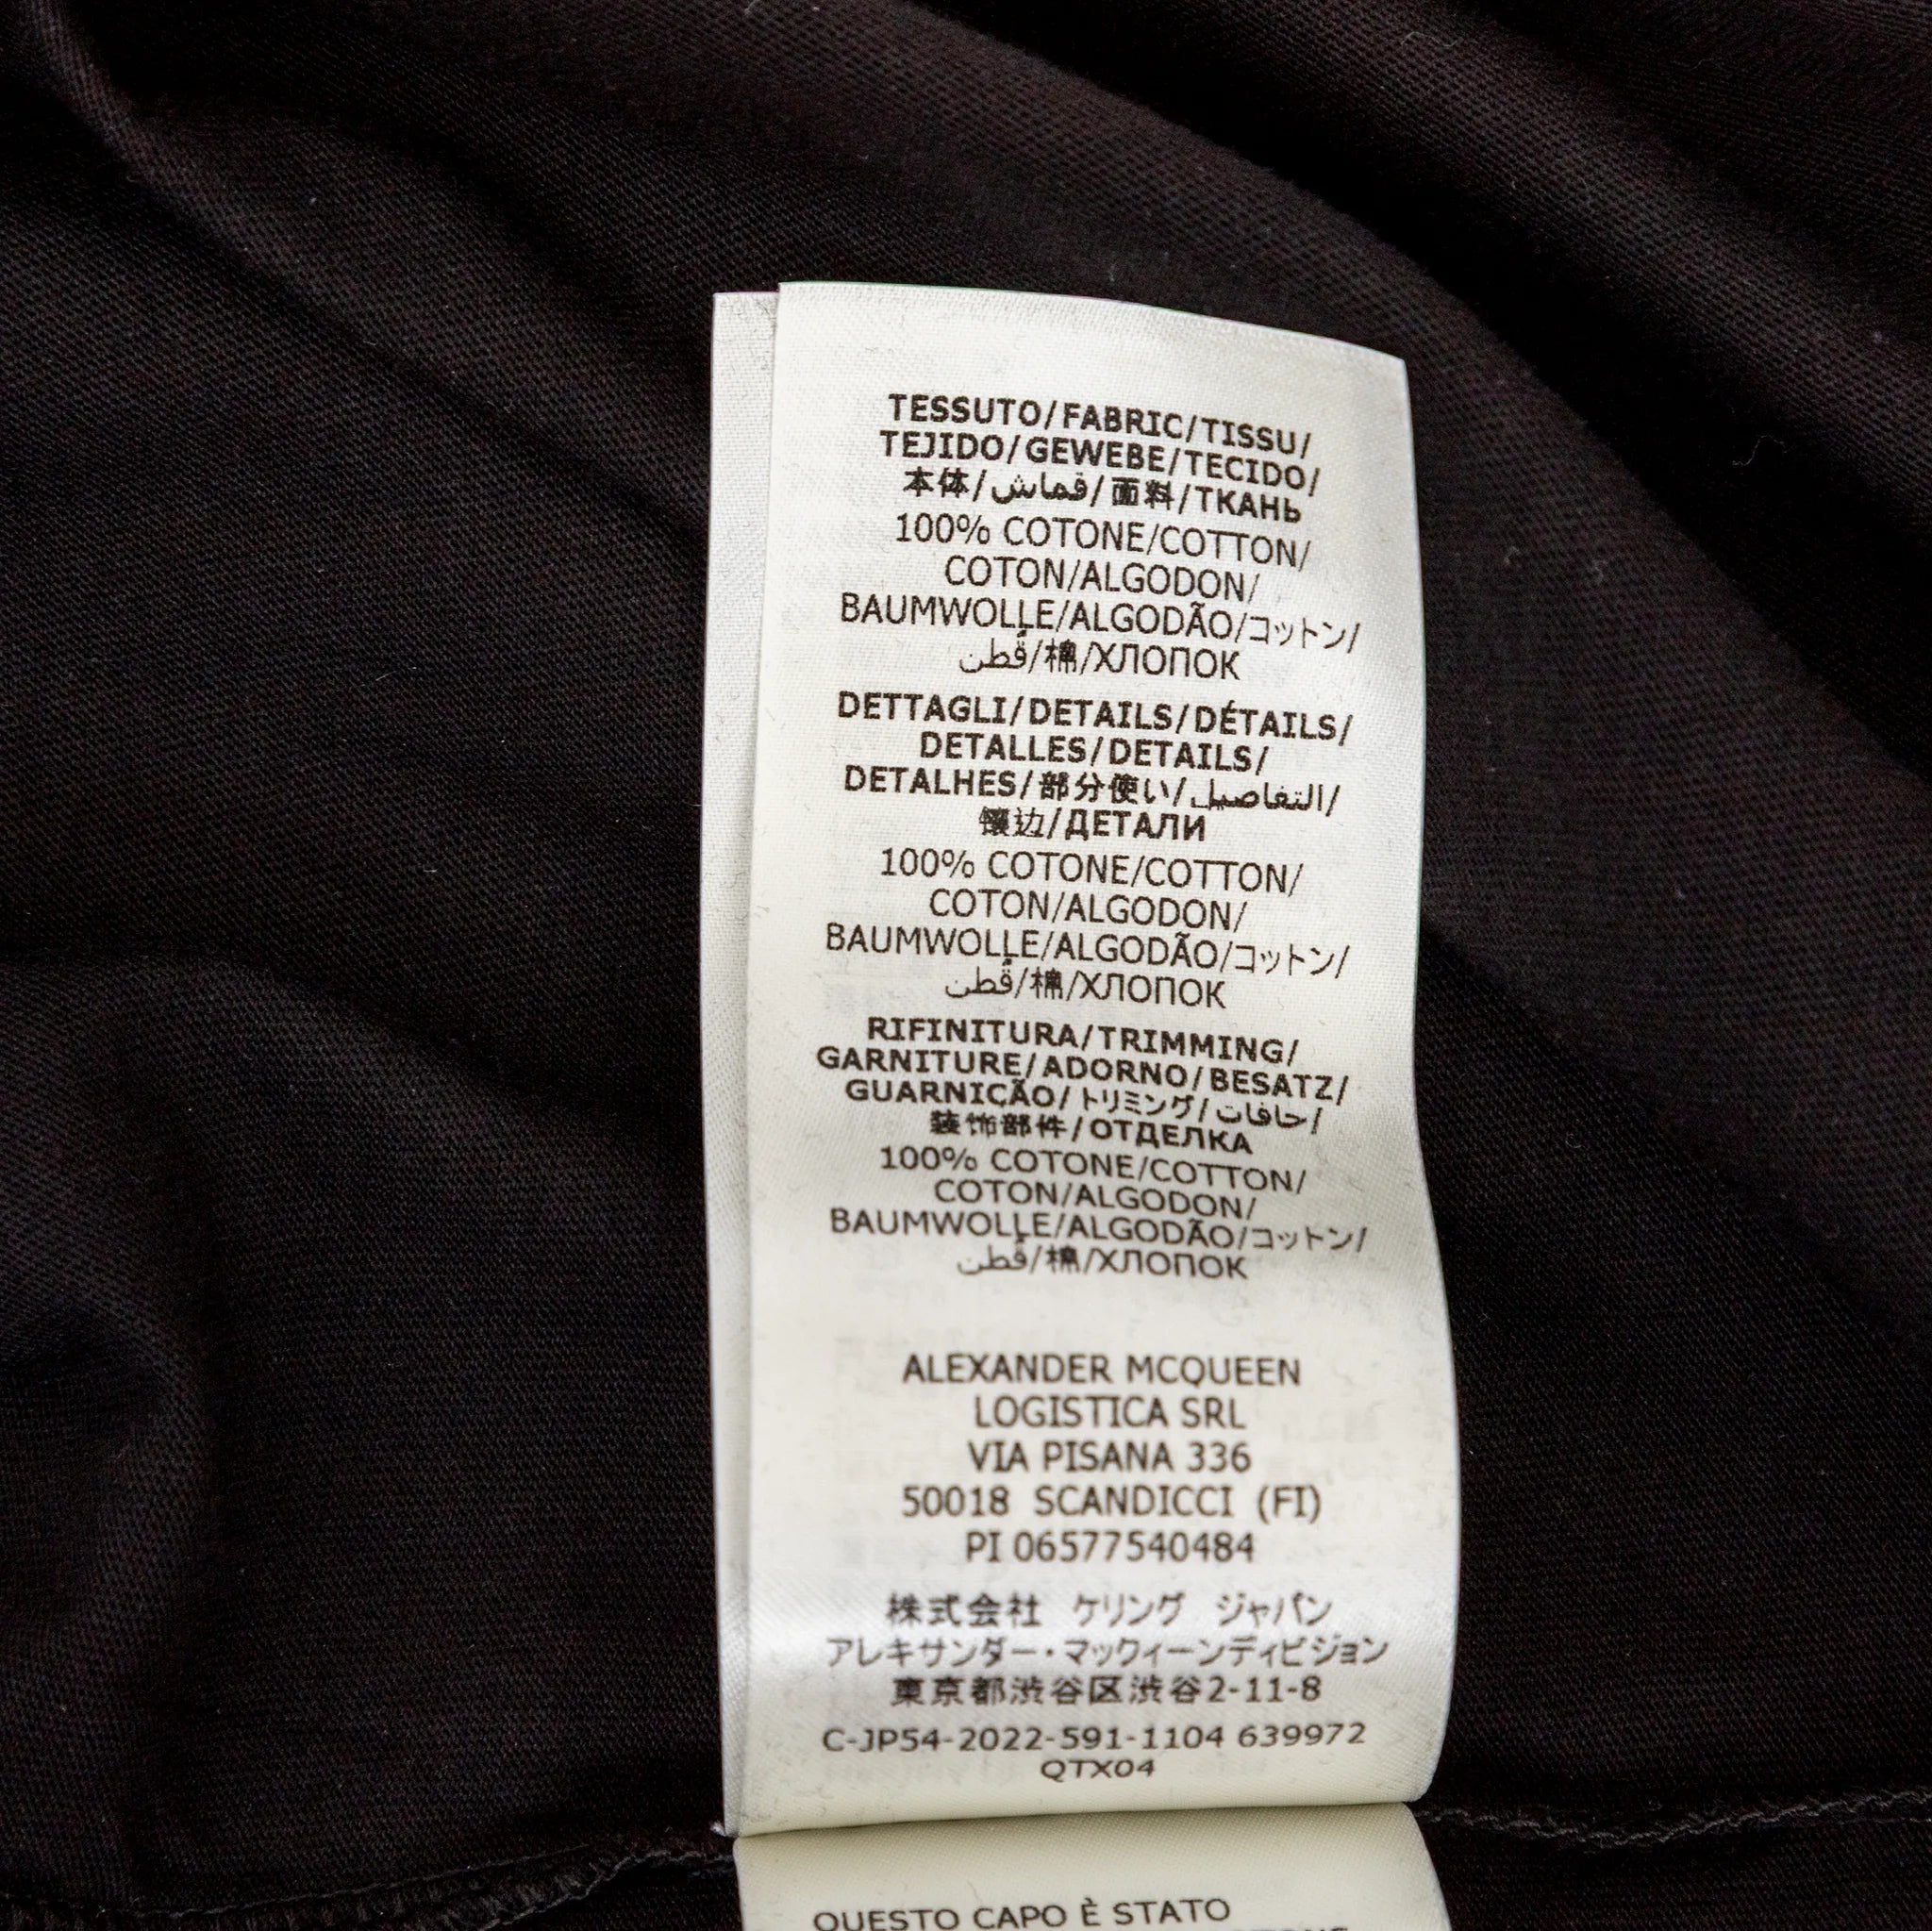 TESSUTO/FABRIC/TISSU/
TEJIDO/GEWEBE/TECIDO/
本体/قماش/面料/ТКАНЬ
100% COTONE/COTTON/
COTON/ALGODON/
BAUMWOLLE/ALGODÃO/コットン/
قطن/棉/ХЛОПОК
DETTAGLI/DETAILS/DÉTAILS/
DETALLES/DETAILS/
DETALHES/部分使い/التفاصيل/
镶边/ДЕТАЛИ
100% COTONE/COTTON/
COTON/ALGODON/
BAUMWOLLE/ALGODÃO/コットン/
قطن/棉/ХЛОПОК
RIFINITURA/TRIMMING/
GARNITURE/ADORNO/BESATZ/
GUARNIÇÃO/トリミング/حافات/
装饰部件/ОТДЕЛКА
100% COTONE/COTTON/
COTON/ALGODON/
BAUMWOLLE/ALGODÃO/コットン/
قطن/棉/ХЛОПОК
ALEXANDER MCQUEEN
LOGISTICA SRL
VIA PISANA 336
50018 SCANDICCI (FI)
PI 06577540484
株式会社 ケリング ジャパン
アレキサンダー・マックィーンディビジョン
東京都渋谷区渋谷2-11-8
C-JP54-2022-591-1104 639972
QTX04
QUESTO CAPO È STATO